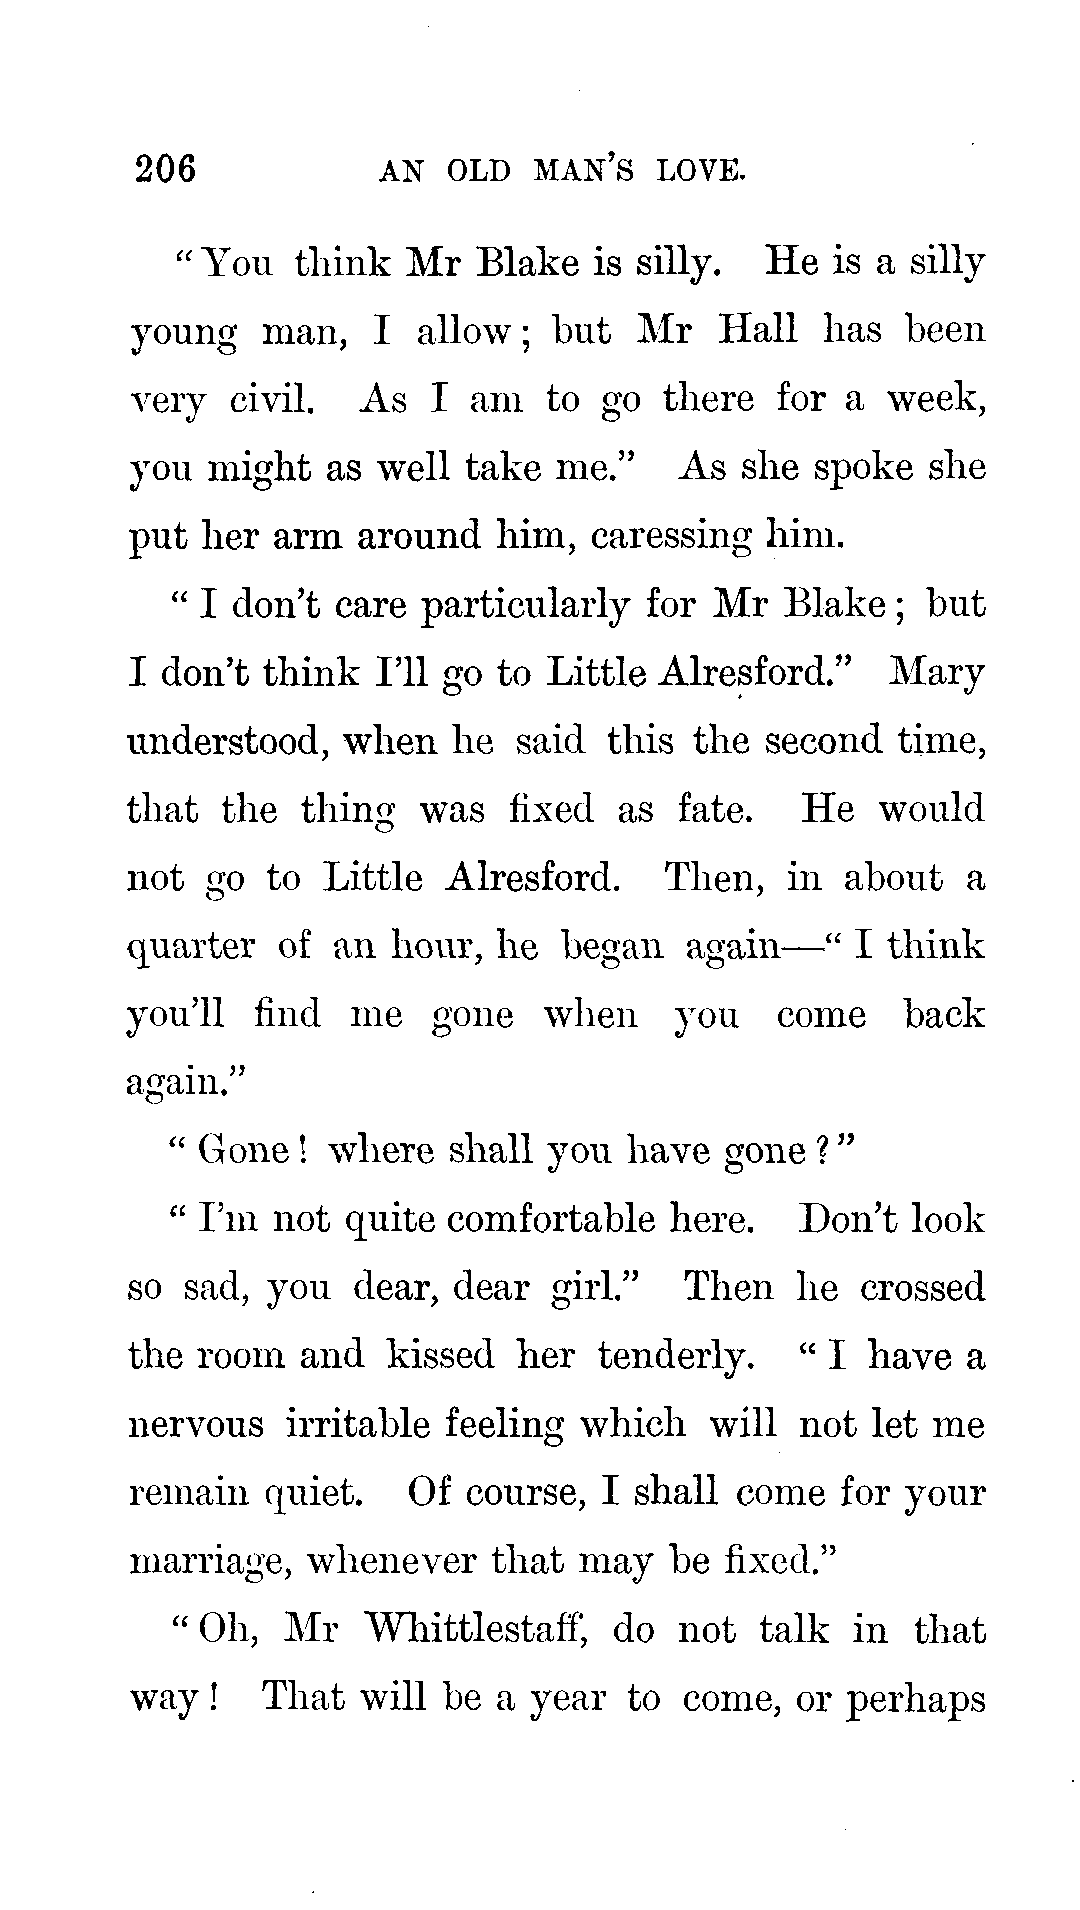 206 AN OLD MAN'S LOVE.
"You think Mr Blake is silly. He is a silly
young man, I allow; but Mr Hall has been
very civil. As I am to go there for a week,
you might as well take me." As she spoke she
put her arm around him, caressing him.
"I don't care particularly for Mr Blake; but
I don't think I'll go to Little Alresford." Mary
understood, when he said this the second time,
that the thing was fixed as fate. He would
not go to Little Alresford. Then, in about a
quarter of an hour, he began again—"I think
you'll find me gone when you come back
again."
"Gone! where shall you have gone?"
"I'm not quite comfortable here. Don't look
so sad, you dear, dear girl." Then he crossed
the room and kissed her tenderly. "I have a
nervous irritable feeling which will not let me
remain quiet. Of course, I shall come for your
marriage, whenever that may be fixed."
"Oh, Mr Whittlestaff, do not talk in that
way! That will be a year to come, or perhaps